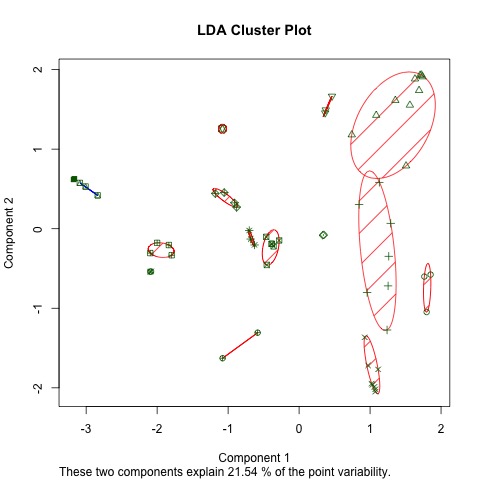 LDA Cluster Plot
2
1
0
-1
-2
Component 2
-3 -2 -1 0 1 2
Component 1
These two components explain 21.54 % of the point variability.